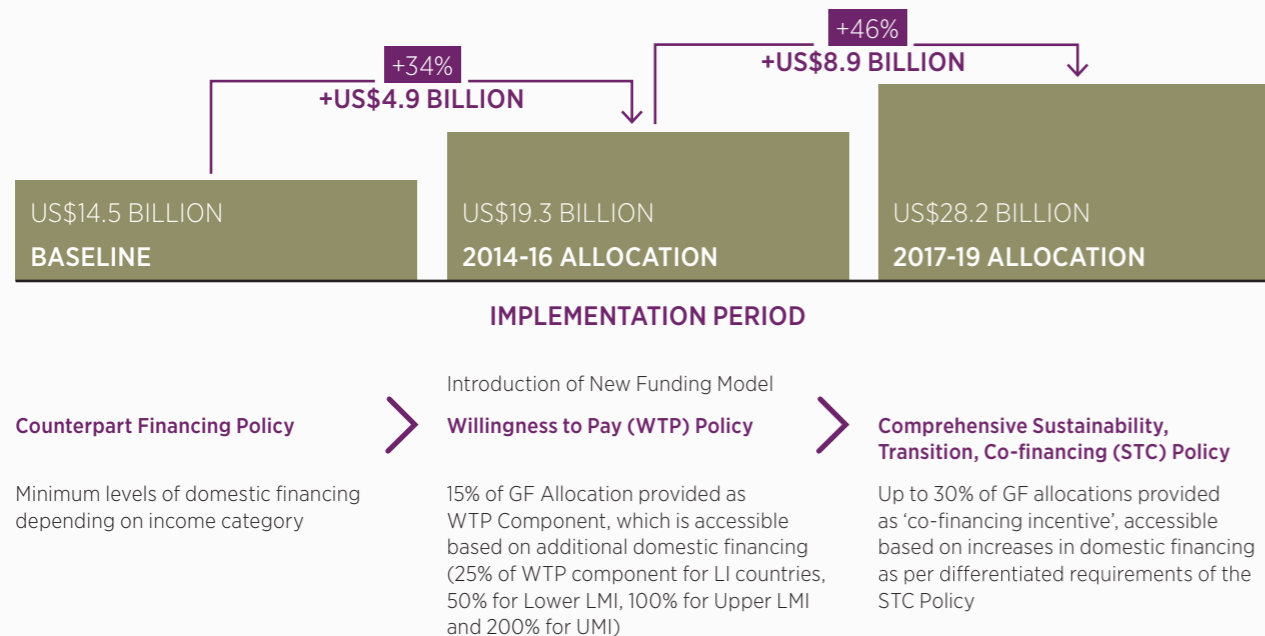 +46%
+US$8.9 BILLION
+34%
+US$4.9 BILLION
US$14.5 BILLION
BASELINE
US$19.3 BILLION
2014-16 ALLOCATION
US$28.2 BILLION
2017-19 ALLOCATION
IMPLEMENTATION PERIOD
Counterpart Financing Policy
Minimum levels of domestic financing
depending on income category
Introduction of New Funding Model
Willingness to Pay (WTP) Policy
15% of GF Allocation provided as
WTP Component, which is accessible
based on additional domestic financing
(25% of WTP component for LI countries,
50% for Lower LMI, 100% for Upper LMI
and 200% for UMI)
Comprehensive Sustainability,
Transition, Co-financing (STC) Policy
Up to 30% of GF allocations provided
as ‘co-financing incentive’, accessible
based on increases in domestic financing
as per differentiated requirements of the
STC Policy